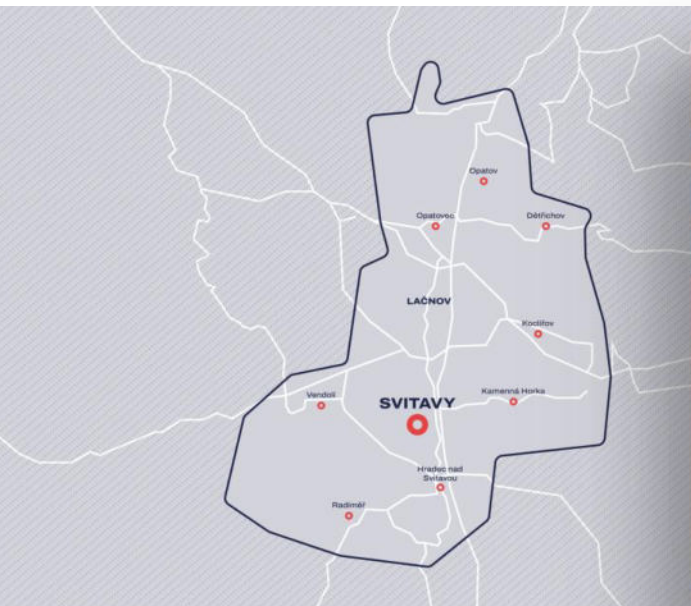 Opatov
Opatovec
Dětřichov
LAČNOV
Koclířov
Vendolí
SVITAVY
Kamenná Horka
Hradec nad
Svitavou
Radiměř